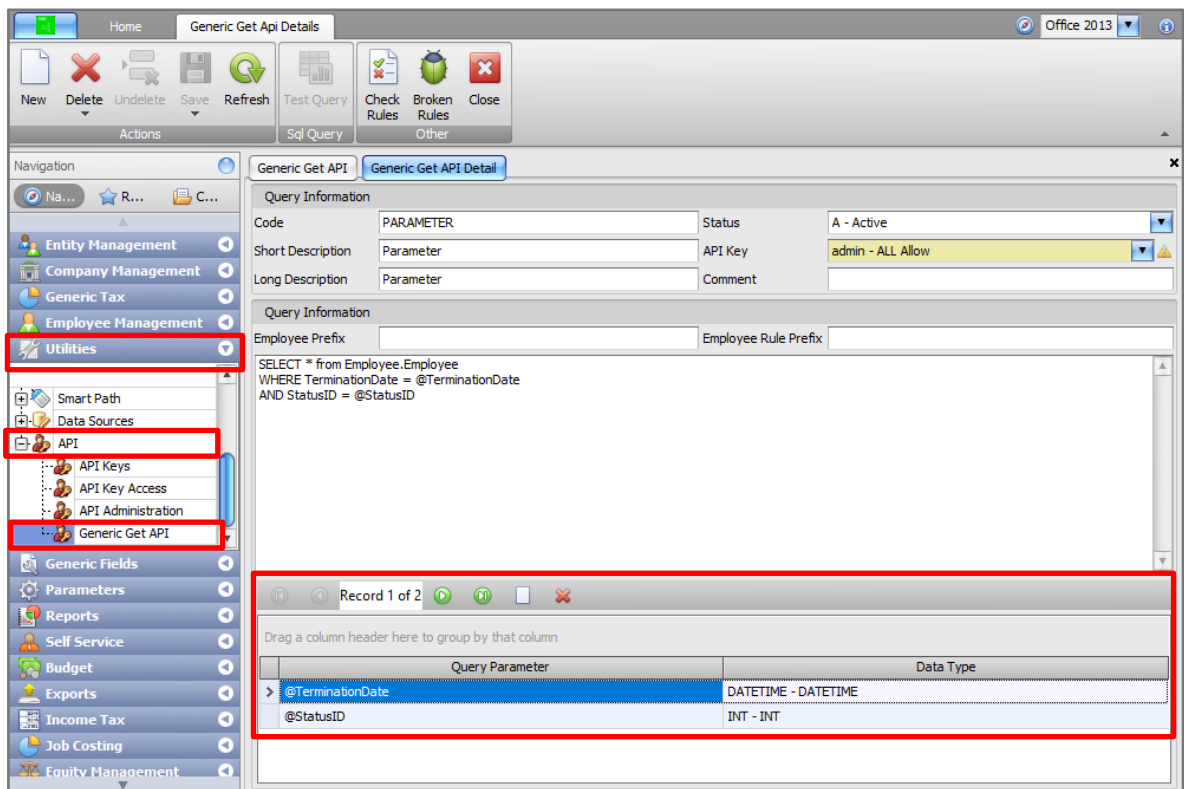 Home
Generic Get Api Details
Office 2013
New
Delete
Undelete
Save
Refresh
Test Query
Check Rules
Broken Rules
Close
Actions
Sql Query
Other
Navigation
Na...
R...
C...
Entity Management
Company Management
Generic Tax
Employee Management
Utilities
Smart Path
Data Sources
API
API Keys
API Key Access
API Administration
Generic Get API
Generic Fields
Parameters
Reports
Self Service
Budget
Exports
Income Tax
Job Costing
Equity Management
Generic Get API
Generic Get API Detail
Query Information
Code
PARAMETER
Status
A - Active
Short Description
Parameter
API Key
admin - ALL Allow
Long Description
Parameter
Comment
Query Information
Employee Prefix
Employee Rule Prefix
SELECT * from Employee.Employee
WHERE TerminationDate = @TerminationDate
AND StatusID = @StatusID
Record 1 of 2
Drag a column header here to group by that column
Query Parameter
Data Type
@TerminationDate
DATETIME - DATETIME
@StatusID
INT - INT